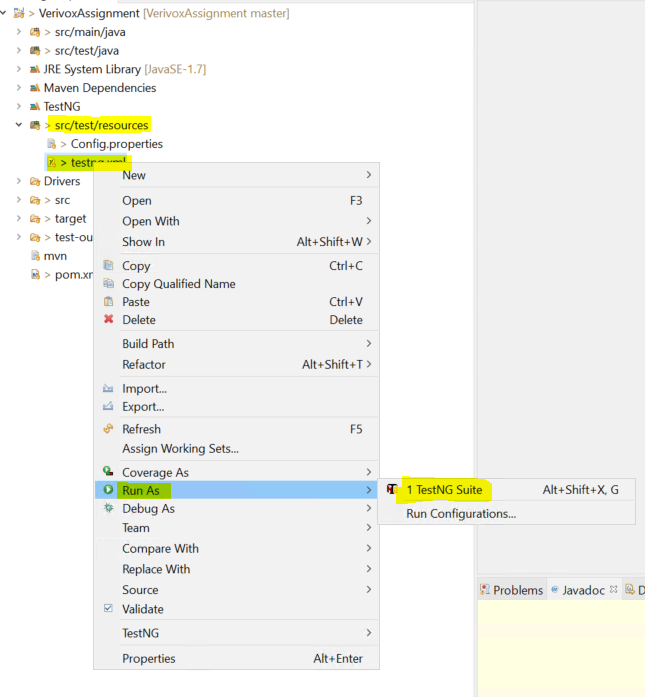 > VerivoxAssignment [VerivoxAssignment master]
> src/main/java
> src/test/java
JRE System Library [JavaSE-1.7]
Maven Dependencies
TestNG
> src/test/resources
> Config.properties
> testng.xml
Drivers
> src
> target
> test-ou
mvn
> pom.xr
New
Open F3
Open With
Show In Alt+Shift+W
Copy Ctrl+C
Copy Qualified Name
Paste Ctrl+V
Delete Delete
Build Path
Refactor Alt+Shift+T
Import...
Export...
Refresh F5
Assign Working Sets...
Coverage As
Run As
1 TestNG Suite Alt+Shift+X, G
Run Configurations...
Debug As
Team
Compare With
Replace With
Source
Validate
TestNG
Properties Alt+Enter
Problems Javadoc D